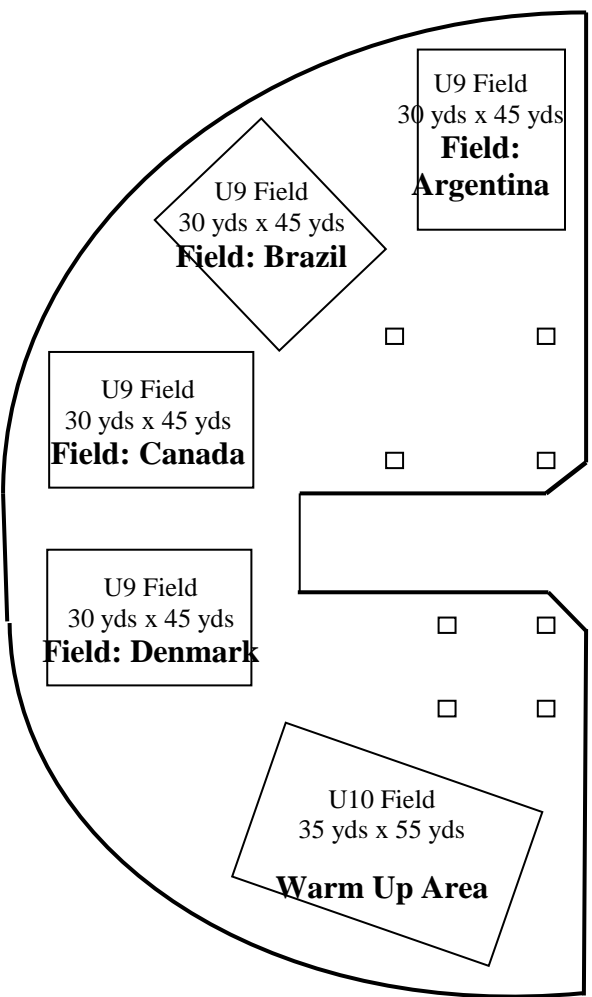 U9 Field
30 yds x 45 yds
Field:
Argentina
U9 Field
30 yds x 45 yds
Field: Brazil
U9 Field
30 yds x 45 yds
Field: Canada
U9 Field
30 yds x 45 yds
Field: Denmark
U10 Field
35 yds x 55 yds
Warm Up Area